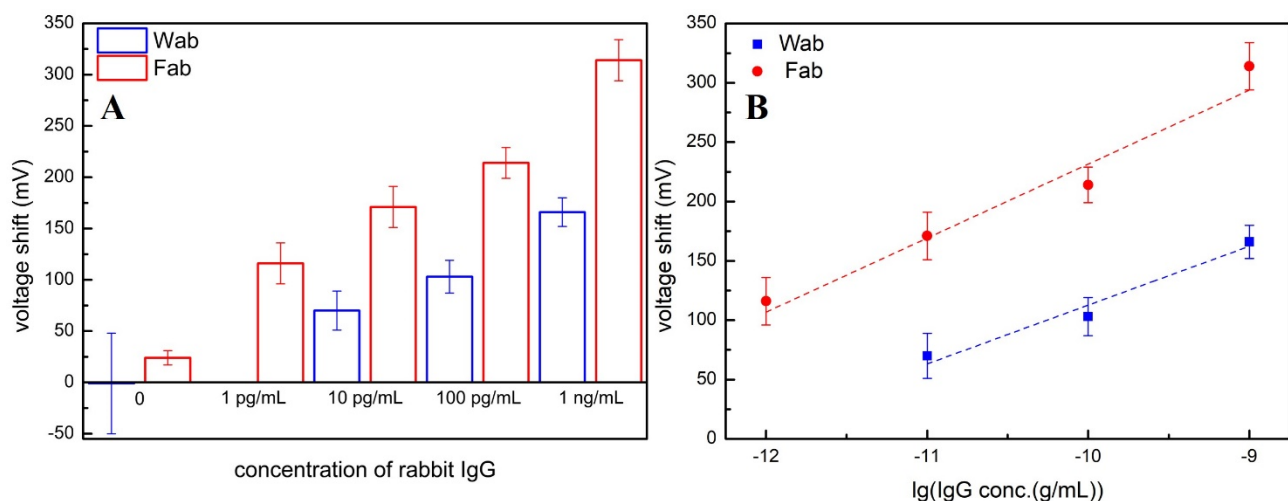 350
300
250
200
150
100
50
0
-50
voltage shift (mV)
Wab
Fab
A
0 1 pg/mL 10 pg/mL 100 pg/mL 1 ng/mL
concentration of rabbit IgG
350
300
250
200
150
100
50
0
voltage shift (mV)
Wab
Fab
B
-12 -11 -10 -9
lg(IgG conc.(g/mL))